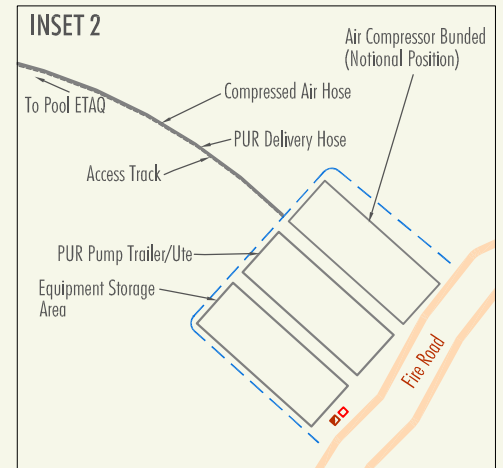 INSET 2
Air Compressor Bunded
(Notional Position)
To Pool ETAQ
Compressed Air Hose
PUR Delivery Hose
Access Track
PUR Pump Trailer/Ute
Equipment Storage
Area
Fire Road